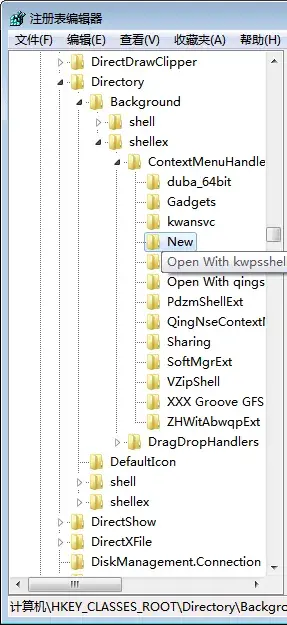 注册表编辑器
文件(F) 编辑(E) 查看(V) 收藏夹(A) 帮助(H)
DirectDrawClipper
Directory
Background
shell
shellex
ContextMenuHandle
duba_64bit
Gadgets
kwansvc
New
Open With kwpsshel
Open With qings
PdzmShellExt
QingNseContextM
Sharing
SoftMgrExt
VZipShell
XXX Groove GFS
ZHWitAbwqpExt
DragDropHandlers
DefaultIcon
shell
shellex
DirectShow
DirectXFile
DiskManagement.Connection
计算机\HKEY_CLASSES_ROOT\Directory\Backgro